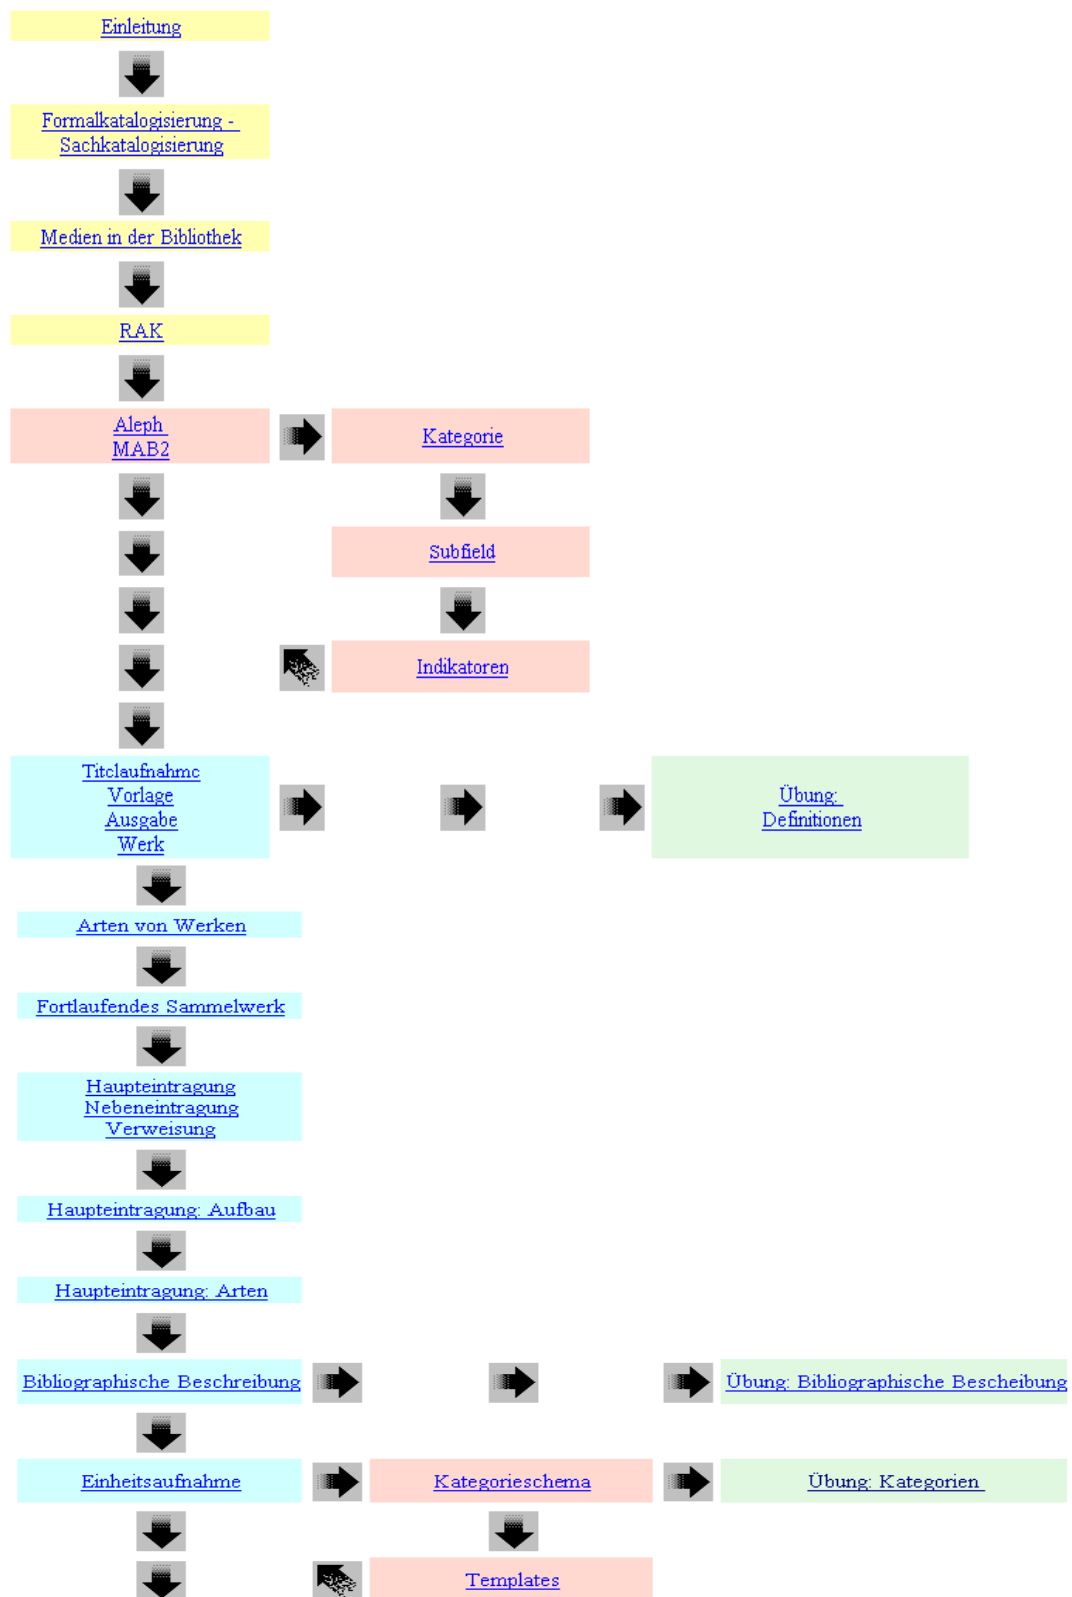 Einleitung
Formalkatalogisierung -
Sachkatalogisierung
Medien in der Bibliothek
RAK
Aleph
MAB2
Kategorie
Subfield
Indikatoren
Titelaufnahme
Vorlage
Ausgabe
Werk
Übung:
Definitionen
Arten von Werken
Fortlaufendes Sammelwerk
Haupteintragung
Nebeneintragung
Verweisung
Haupteintragung: Aufbau
Haupteintragung: Arten
Bibliographische Beschreibung
Übung: Bibliographische Bescheibung
Einheitsaufnahme
Kategorieschema
Übung: Kategorien
Templates